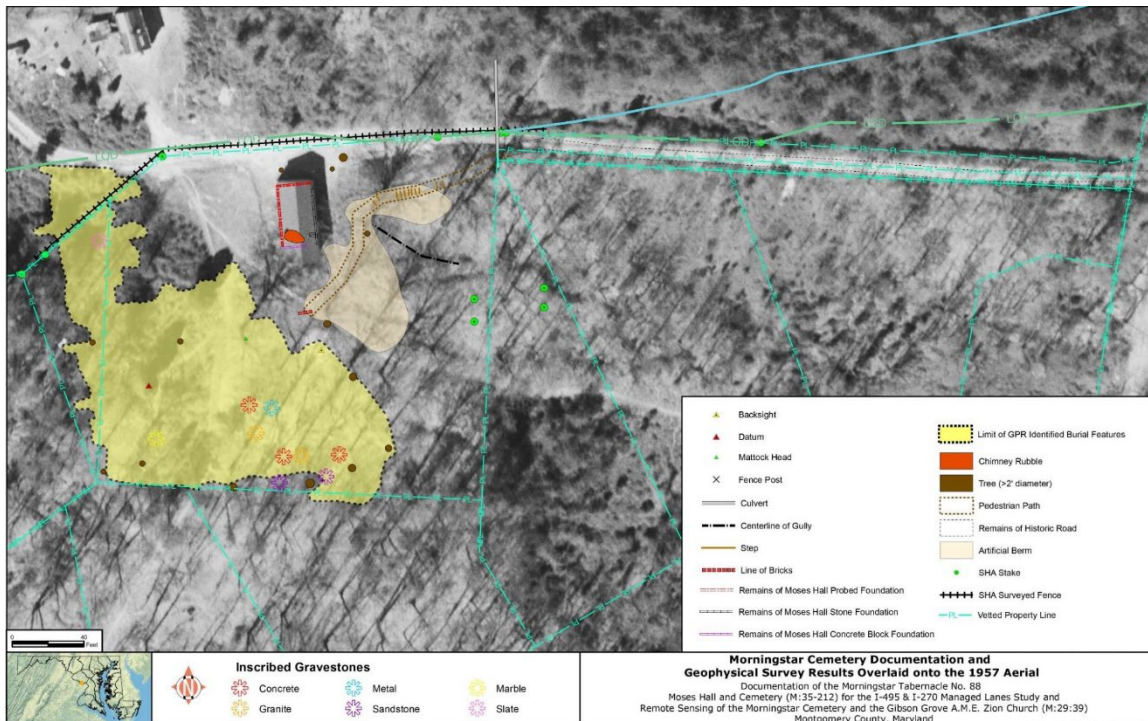 LOD
PL
PL
LOD
LOD
Backsight
Datum
Mattock Head
Fence Post
Culvert
Centerline of Gully
Step
Line of Bricks
Remains of Moses Hall Probed Foundation
Remains of Moses Hall Stone Foundation
Remains of Moses Hall Concrete Block Foundation
Limit of GPR Identified Burial Features
Chimney Rubble
Tree (>2' diameter)
Pedestrian Path
Remains of Historic Road
Artificial Berm
SHA Stake
SHA Surveyed Fence
PL Vetted Property Line
0 40
Feet
N
Inscribed Gravestones
Concrete
Metal
Marble
Granite
Sandstone
Slate
Morningstar Cemetery Documentation and
Geophysical Survey Results Overlaid onto the 1957 Aerial
Documentation of the Morningstar Tabernacle No. 88
Moses Hall and Cemetery (M:35-212) for the I-495 & I-270 Managed Lanes Study and
Remote Sensing of the Morningstar Cemetery and the Gibson Grove A.M.E. Zion Church (M:29:39)
Montgomery County, Maryland